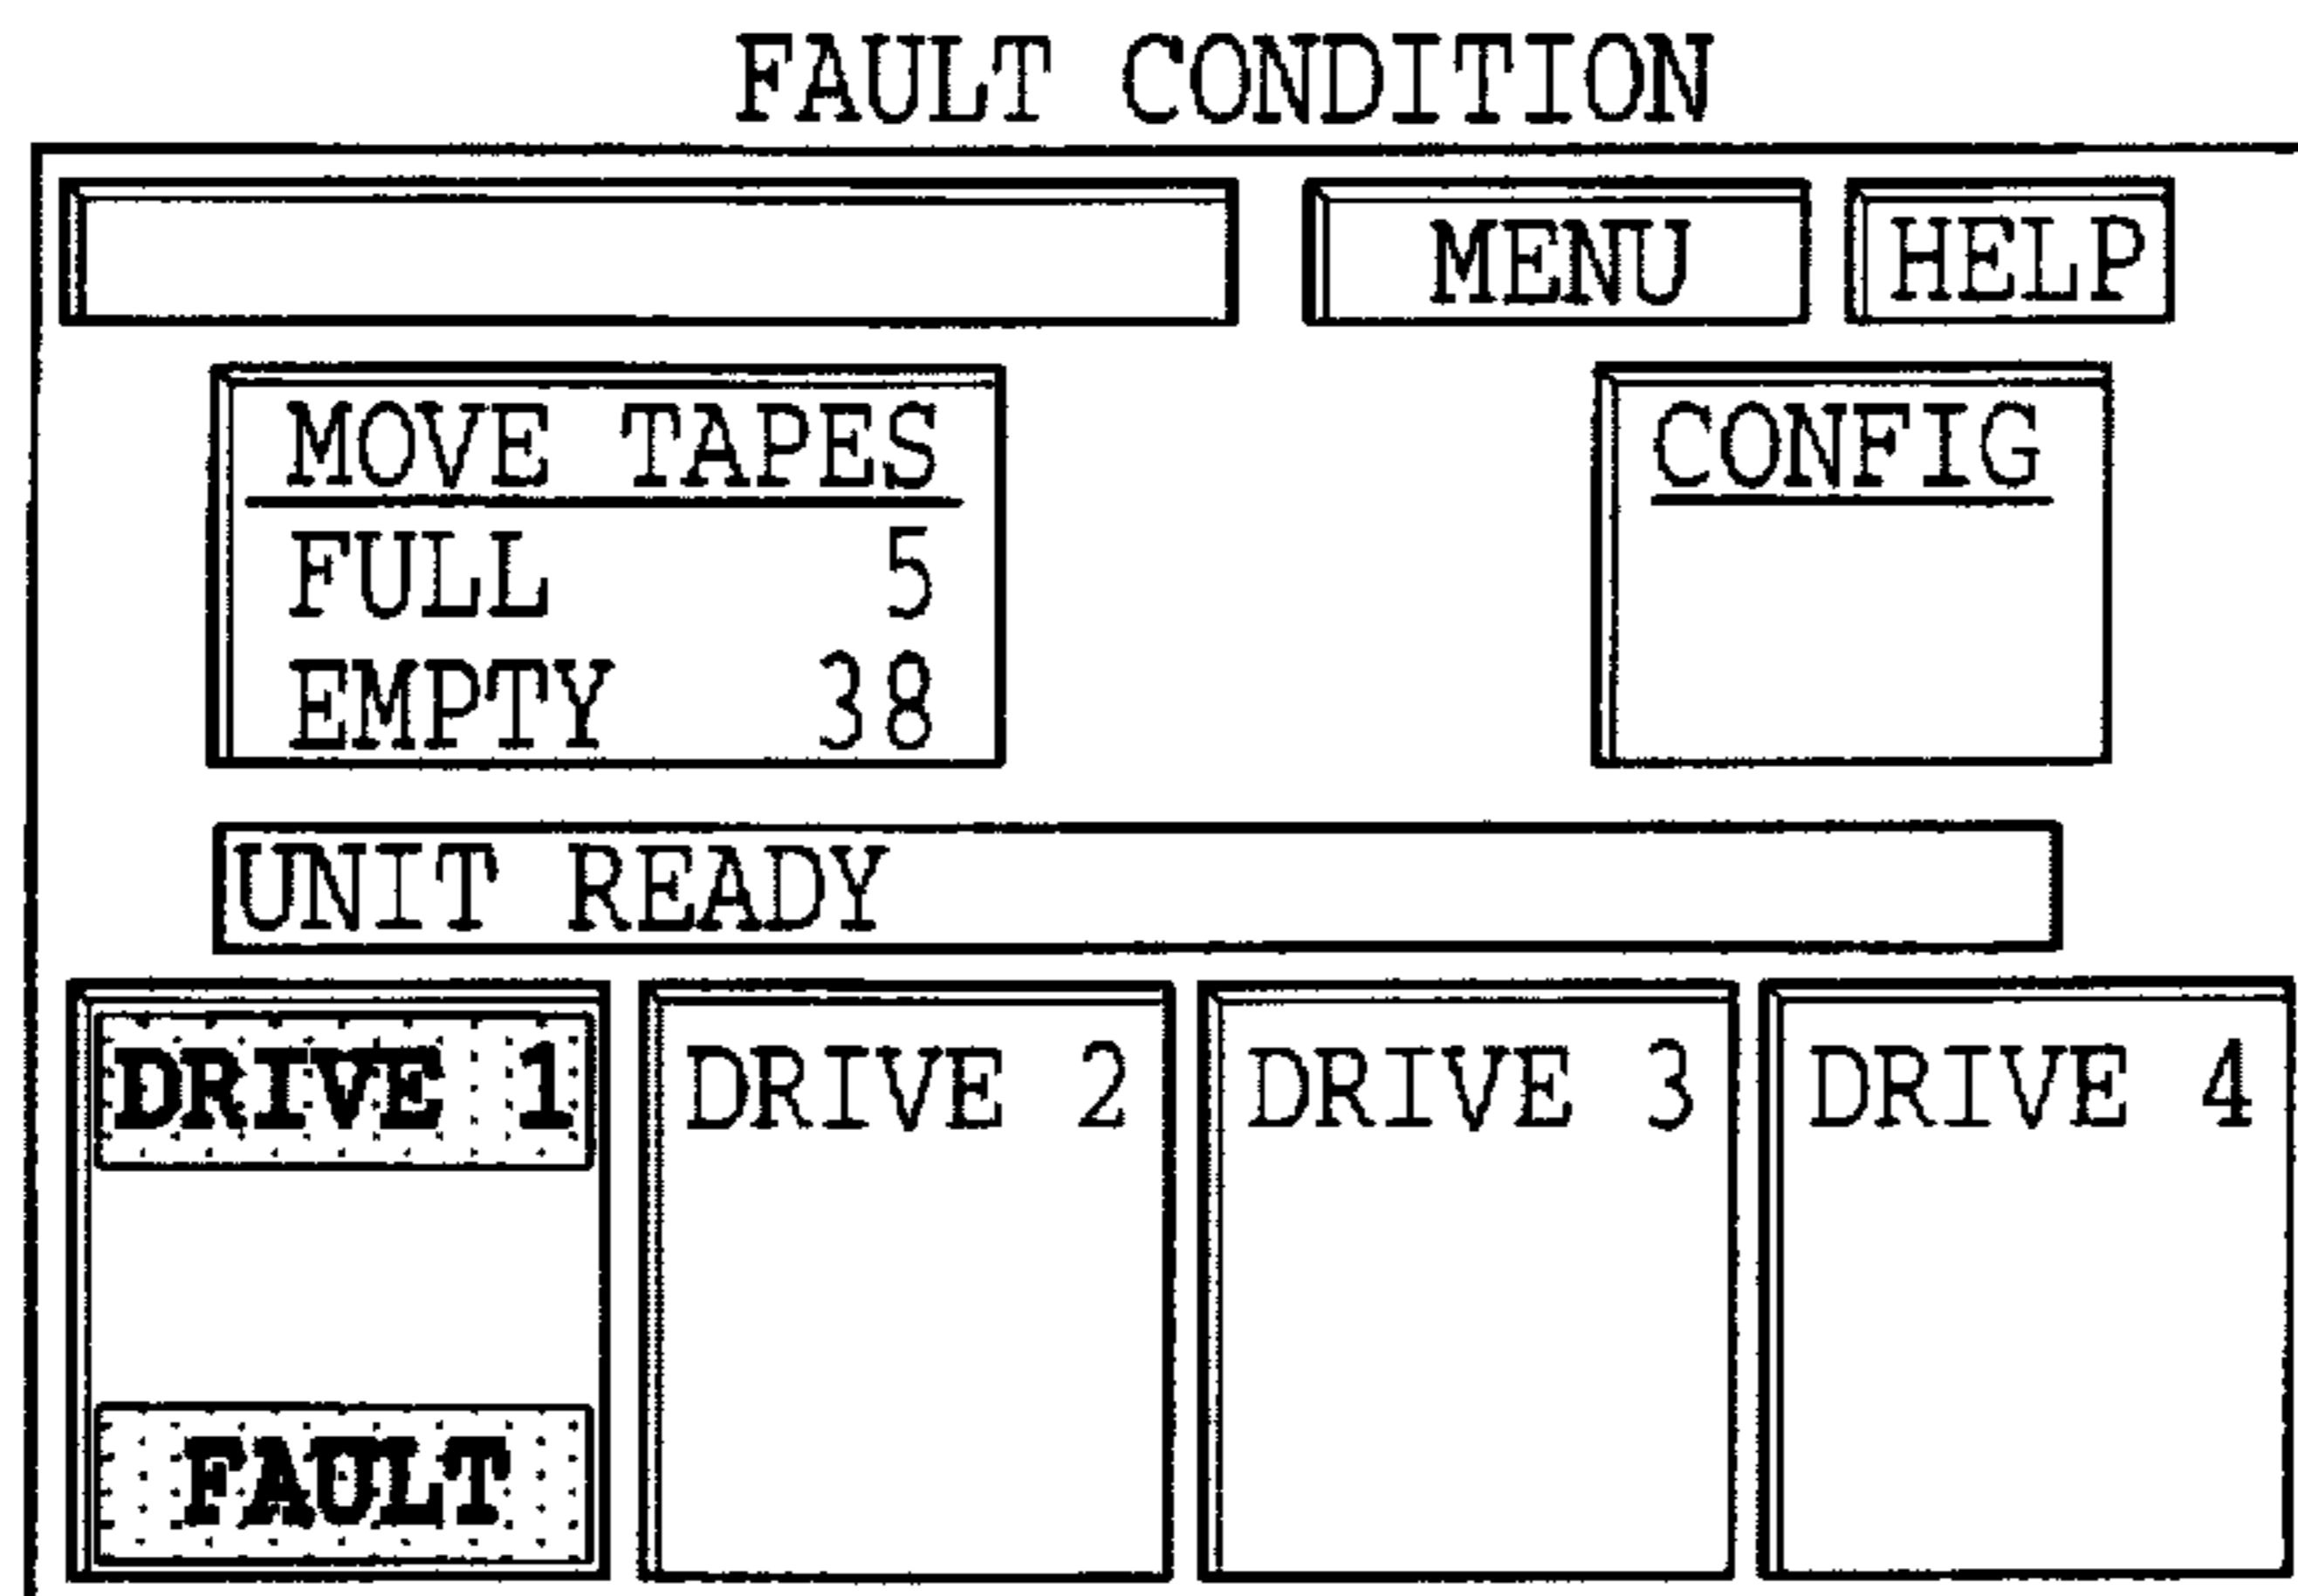 FAULT CONDITION
MENU HELP
MOVE TAPES CONFIG
FULL 5
EMPTY 38
UNIT READY
DRIVE 1 DRIVE 2 DRIVE 3 DRIVE 4
FAULT